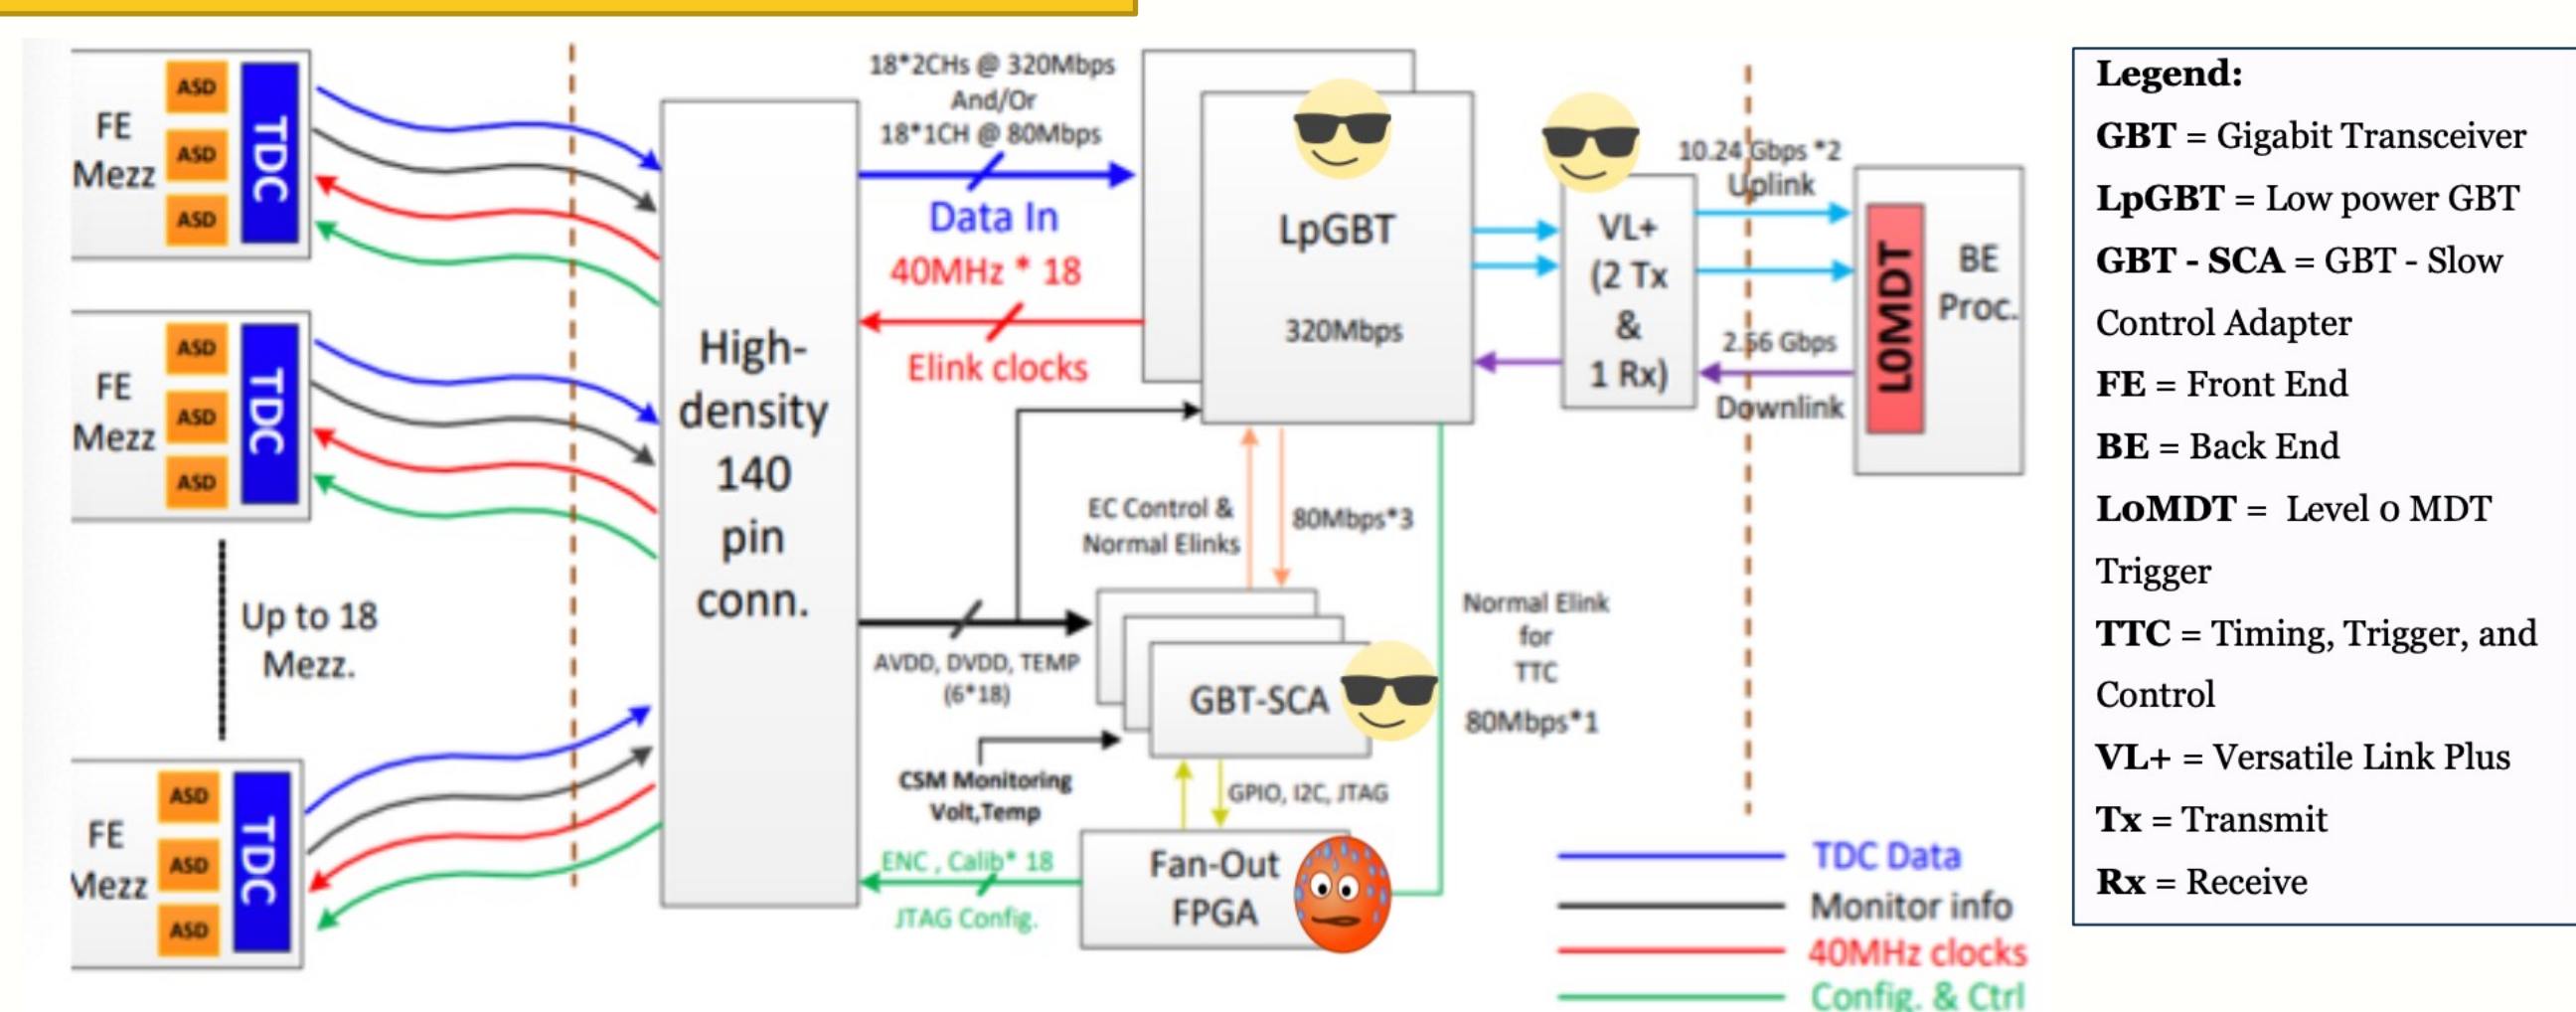 FE
Mezz
ASD
ASD
ASD
TDC
FE
Mezz
ASD
ASD
ASD
TDC
Up to 18
Mezz.
FE
Mezz
ASD
ASD
ASD
TDC
High-
density
140
pin
conn.
18*2CHs @ 320Mbps
And/Or
18*1CH @ 80Mbps
Data In
40MHz * 18
Elink clocks
AVDD, DVDD, TEMP
(6*18)
CSM Monitoring
Volt,Temp
ENC , Calib* 18
JTAG Config.
LpGBT
320Mbps
EC Control &
Normal Elinks
80Mbps*3
GBT-SCA
GPIO, I2C, JTAG
Fan-Out
FPGA
Normal Elink
for
TTC
80Mbps*1
VL+
(2 Tx
&
1 Rx)
10.24 Gbps *2
Uplink
2.56 Gbps
Downlink
L0MDT
BE
Proc.
TDC Data
Monitor info
40MHz clocks
Config. & Ctrl
Legend:
GBT = Gigabit Transceiver
LpGBT = Low power GBT
GBT - SCA = GBT - Slow
Control Adapter
FE = Front End
BE = Back End
L0MDT = Level 0 MDT
Trigger
TTC = Timing, Trigger, and
Control
VL+ = Versatile Link Plus
Tx = Transmit
Rx = Receive